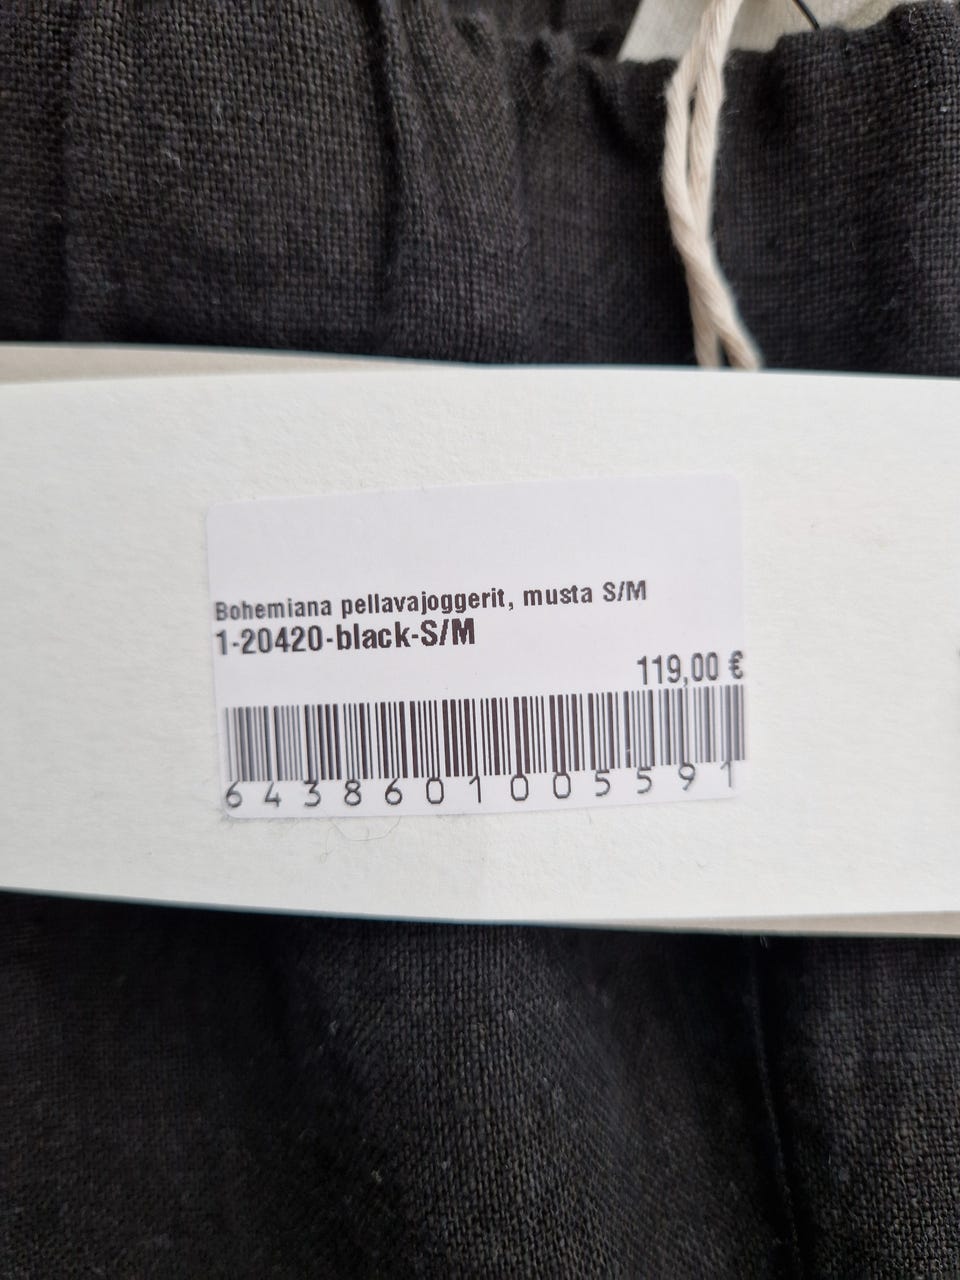 Bohemiana pellavajoggerit, musta S/M
1-20420-black-S/M
119,00 €
6438601005591